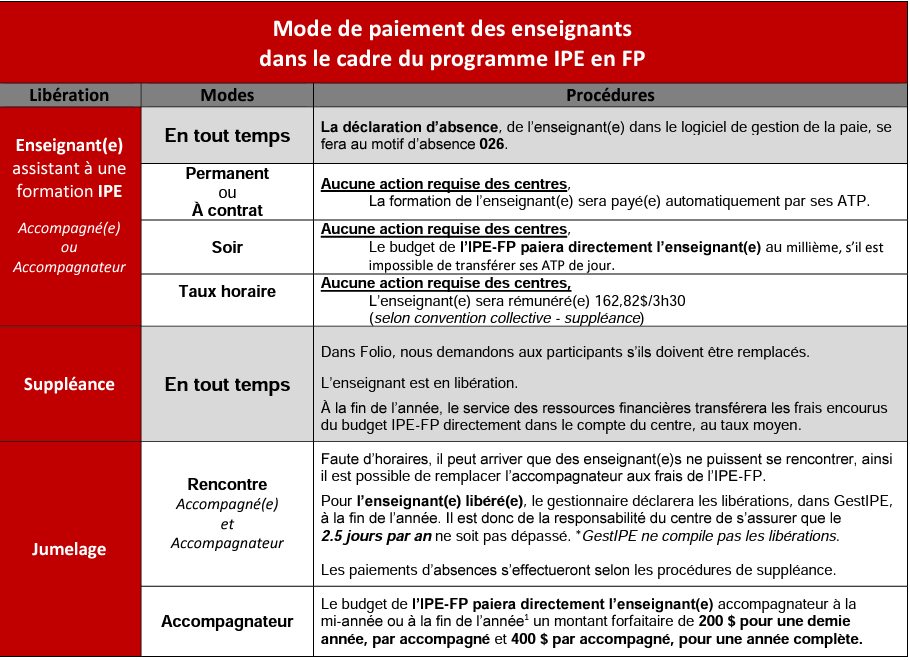 Mode de paiement des enseignants
dans le cadre du programme IPE en FP
Libération
Modes
Procédures
Enseignant(e)
assistant à une
formation IPE
Accompagné(e)
ou
Accompagnateur
En tout temps
La déclaration d’absence, de l’enseignant(e) dans le logiciel de gestion de la paie, se
fera au motif d’absence 026.
Permanent
ou
À contrat
Aucune action requise des centres,
La formation de l’enseignant(e) sera payé(e) automatiquement par ses ATP.
Soir
Aucune action requise des centres,
Le budget de l’IPE-FP paiera directement l’enseignant(e) au millième, s’il est
impossible de transférer ses ATP de jour.
Taux horaire
Aucune action requise des centres,
L’enseignant(e) sera rémunéré(e) 162,82$/3h30
(selon convention collective - suppléance)
Suppléance
En tout temps
Dans Folio, nous demandons aux participants s’ils doivent être remplacés.
L’enseignant est en libération.
À la fin de l’année, le service des ressources financières transférera les frais encourus
du budget IPE-FP directement dans le compte du centre, au taux moyen.
Jumelage
Rencontre
Accompagné(e)
et
Accompagnateur
Faute d’horaires, il peut arriver que des enseignant(e)s ne puissent se rencontrer, ainsi
il est possible de remplacer l’accompagnateur aux frais de l’IPE-FP.
Pour l’enseignant(e) libéré(e), le gestionnaire déclarera les libérations, dans GestIPE,
à la fin de l’année. Il est donc de la responsabilité du centre de s’assurer que le
2.5 jours par an ne soit pas dépassé. *GestIPE ne compile pas les libérations.
Les paiements d’absences s’effectueront selon les procédures de suppléance.
Accompagnateur
Le budget de l’IPE-FP paiera directement l’enseignant(e) accompagnateur à la
mi-année ou à la fin de l’année¹ un montant forfaitaire de 200 $ pour une demie
année, par accompagné et 400 $ par accompagné, pour une année complète.